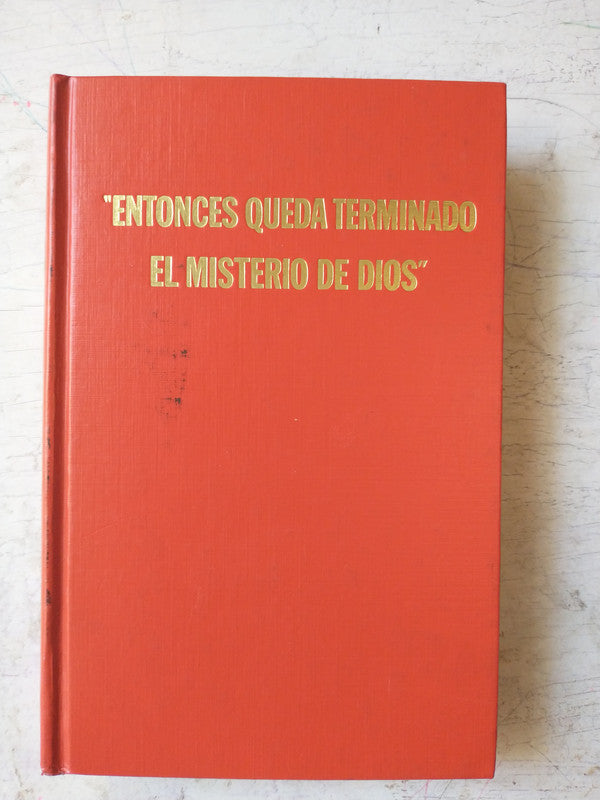 "ENTONCES QUEDA TERMINADO
EL MISTERIO DE DIOS"